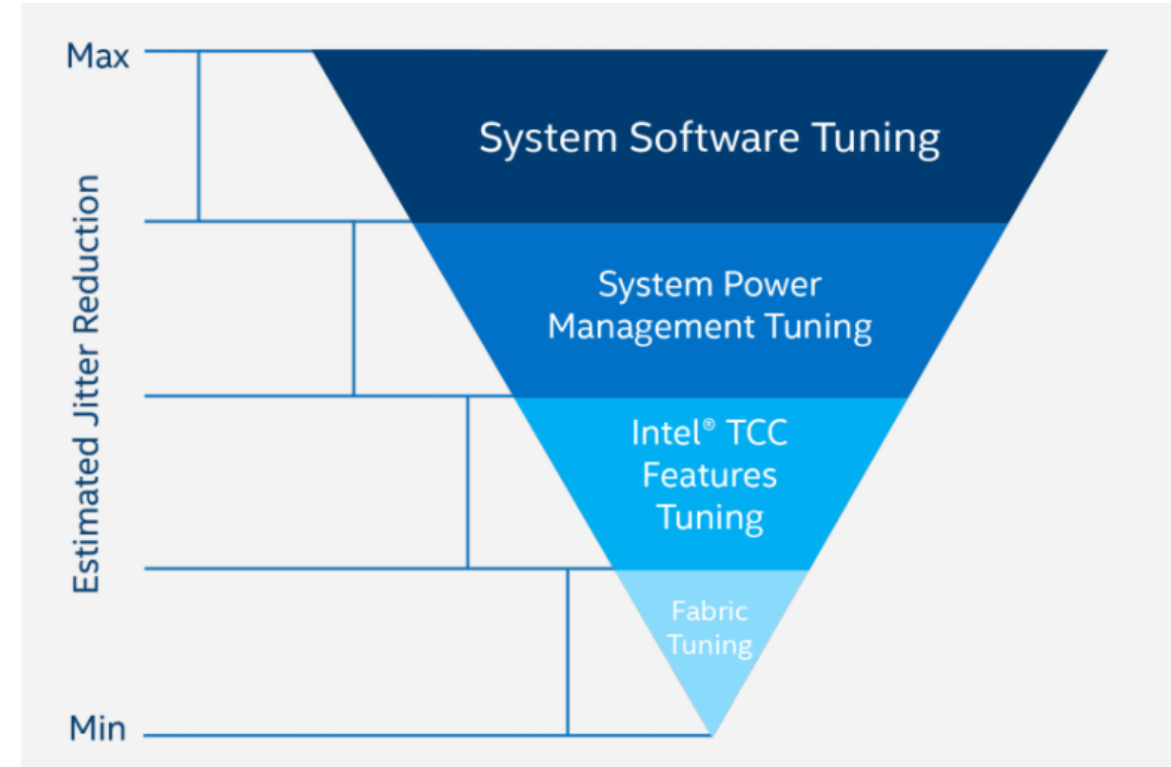 Max
System Software Tuning
Estimated Jitter Reduction
System Power
Management Tuning
Intel® TCC
Features
Tuning
Fabric
Tuning
Min